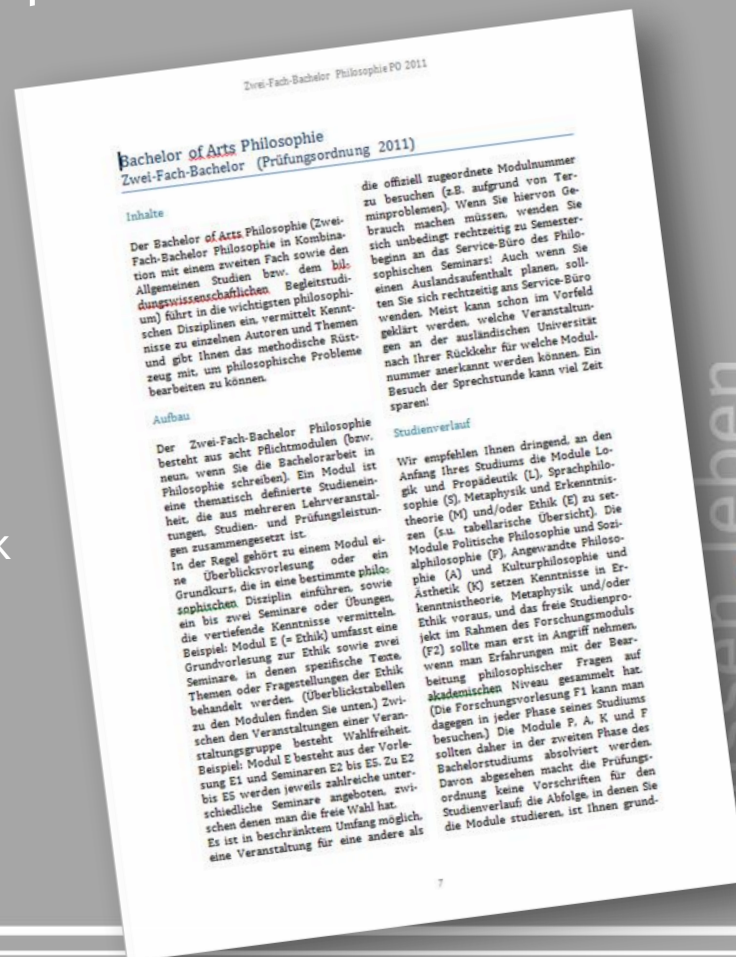 Zwei-Fach-Bachelor Philosophie PO 2011
Bachelor of Arts Philosophie
Zwei-Fach-Bachelor (Prüfungsordnung 2011)
Inhalte
Der Bachelor of Arts Philosophie (Zwei-
Fach-Bachelor Philosophie in Kombina-
tion mit einem zweiten Fach sowie den
Allgemeinen Studien bzw. dem bil-
dungswissenschaftlichen Begleitstudi-
um) führt in die wichtigsten philosophi-
schen Disziplinen ein, vermittelt Kennt-
nisse zu einzelnen Autoren und Themen
und gibt Ihnen das methodische Rüst-
zeug mit, um philosophische Probleme
bearbeiten zu können.
Aufbau
Der Zwei-Fach-Bachelor Philosophie
besteht aus acht Pflichtmodulen (bzw.
neun, wenn Sie die Bachelorarbeit in
Philosophie schreiben). Ein Modul ist
eine thematisch definierte Studienein-
heit, die aus mehreren Lehrveranstal-
tungen, Studien- und Prüfungsleistun-
gen zusammengesetzt ist.
In der Regel gehört zu einem Modul ei-
ne Überblicksvorlesung oder ein
Grundkurs, die in eine bestimmte philo-
sophischen Disziplin einführen, sowie
ein bis zwei Seminare oder Übungen,
die vertiefende Kenntnisse vermitteln.
Beispiel: Modul E (= Ethik) umfasst eine
Grundvorlesung zur Ethik sowie zwei
Seminare, in denen spezifische Texte,
Themen oder Fragestellungen der Ethik
behandelt werden. (Überblickstabellen
zu den Modulen finden Sie unten.) Zwi-
schen den Veranstaltungen einer Veran-
staltungsgruppe besteht Wahlfreiheit.
Beispiel: Modul E besteht aus der Vorle-
sung E1 und Seminaren E2 bis E5. Zu E2
bis E5 werden jeweils zahlreiche unter-
schiedliche Seminare angeboten, zwi-
schen denen man die freie Wahl hat.
Es ist in beschränktem Umfang möglich,
eine Veranstaltung für eine andere als
die offiziell zugeordnete Modulnummer
zu besuchen (z.B. aufgrund von Ter-
minproblemen). Wenn Sie hiervon Ge-
brauch machen müssen, wenden Sie
sich unbedingt rechtzeitig zu Semester-
beginn an das Service-Büro des Philo-
sophischen Seminars! Auch wenn Sie
einen Auslandsaufenthalt planen, soll-
ten Sie sich rechtzeitig ans Service-Büro
wenden. Meist kann schon im Vorfeld
geklärt werden, welche Veranstaltun-
gen an der ausländischen Universität
nach Ihrer Rückkehr für welche Modul-
nummer anerkannt werden können. Ein
Besuch der Sprechstunde kann viel Zeit
sparen!
Studienverlauf
Wir empfehlen Ihnen dringend, an den
Anfang Ihres Studiums die Module Lo-
gik und Propädeutik (L), Sprachphilo-
sophie (S), Metaphysik und Erkenntnis-
theorie (M) und/oder Ethik (E) zu set-
zen (s.u. tabellarische Übersicht). Die
Module Politische Philosophie und Sozi-
alphilosophie (P), Angewandte Philoso-
phie (A) und Kulturphilosophie und
Ästhetik (K) setzen Kenntnisse in Er-
kenntnistheorie, Metaphysik und/oder
Ethik voraus, und das freie Studienpro-
jekt im Rahmen des Forschungsmoduls
(F2) sollte man erst in Angriff nehmen,
wenn man Erfahrungen mit der Bear-
beitung philosophischer Fragen auf
akademischen Niveau gesammelt hat.
(Die Forschungsvorlesung F1 kann man
dagegen in jeder Phase seines Studiums
besuchen.) Die Module P, A, K und F
sollten daher in der zweiten Phase des
Bachelorstudiums absolviert werden.
Davon abgesehen macht die Prüfungs-
ordnung keine Vorschriften für den
Studienverlauf: die Abfolge, in denen Sie
die Module studieren, ist Ihnen grund-
7
leben